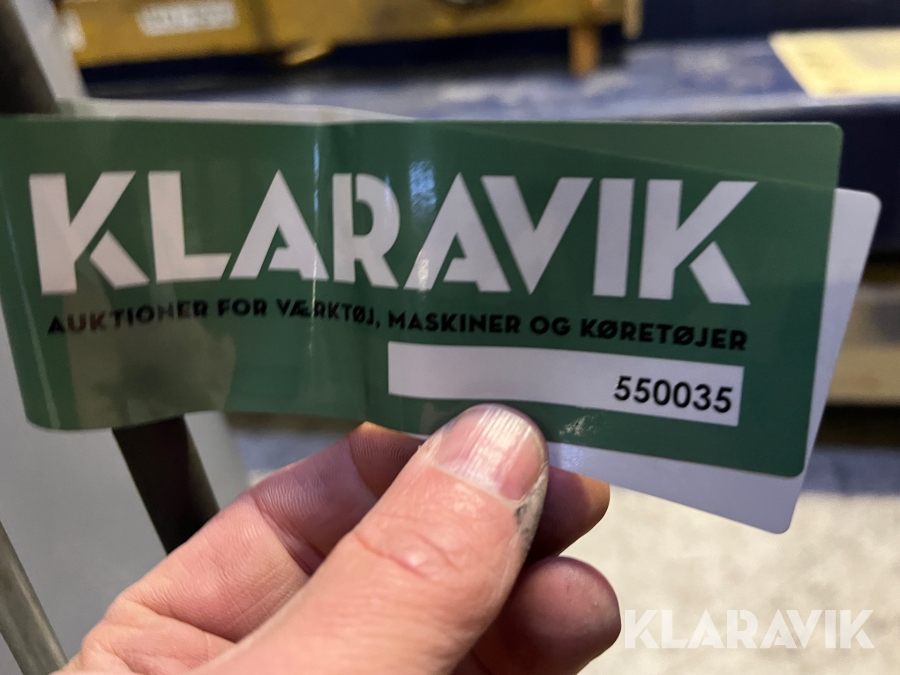 KLARAVIK
AUKTIONER FOR VÆRKTØJ, MASKINER OG KØRETØJER
550035
KLARAVIK